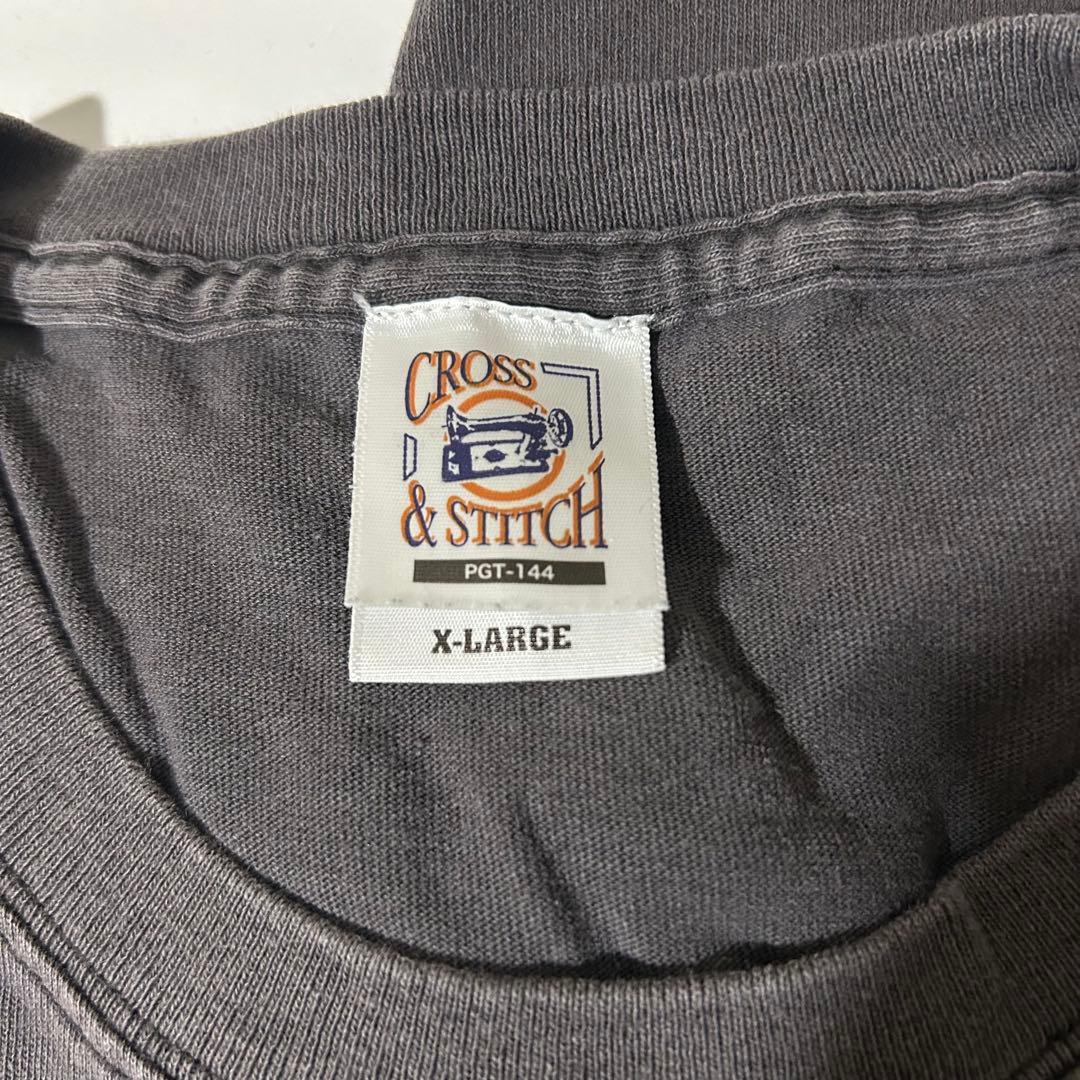 CROSS
& STITCH
PGT-144
X-LARGE